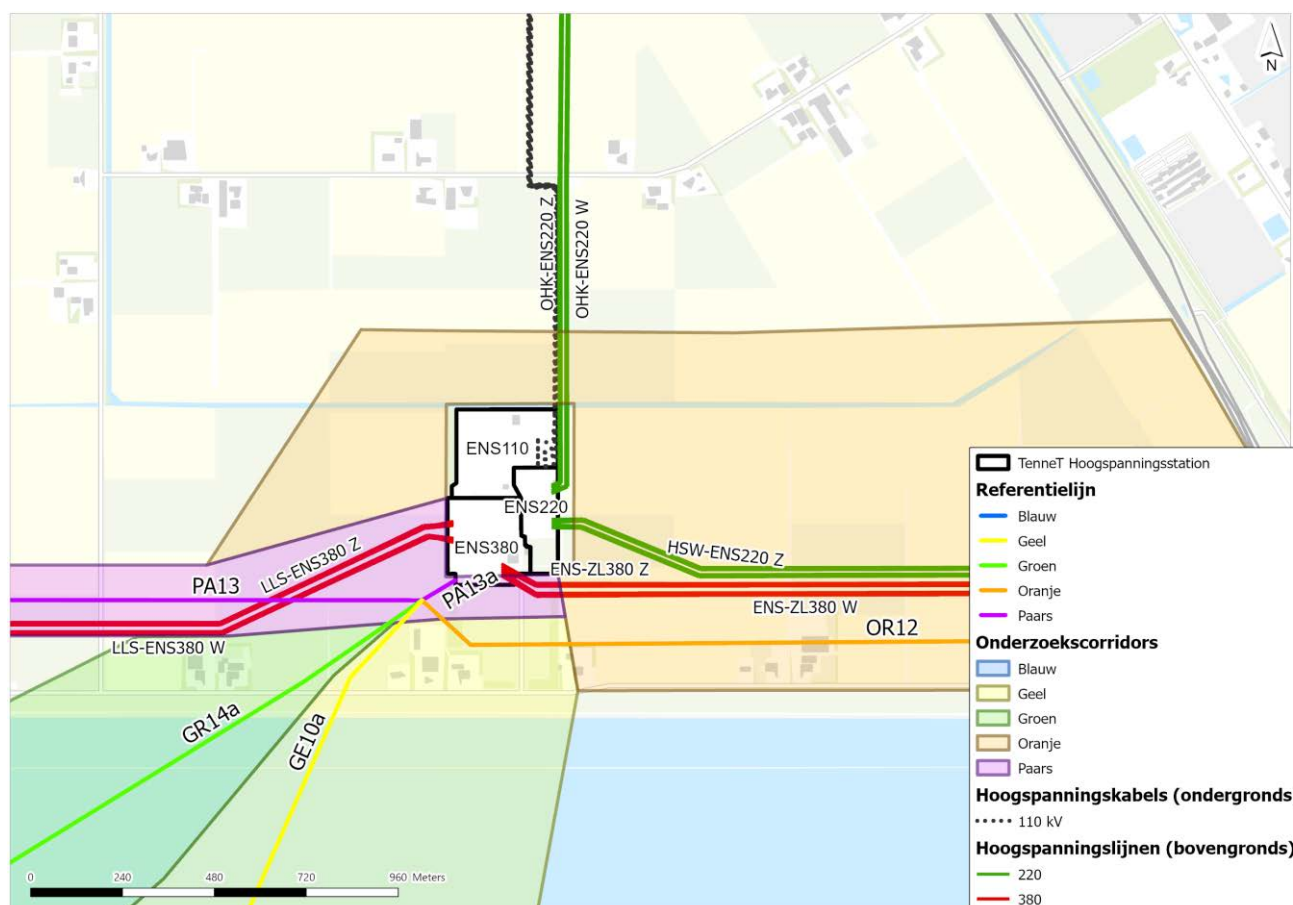 N
OHK-ENS220 Z
OHK-ENS220 W
ENS110
ENS220
ENS380
HSW-ENS220 Z
LLS-ENS380 Z
PA13
PA13a
ENS-ZL380 Z
ENS-ZL380 W
LLS-ENS380 W
OR12
GR14a
GE10a
0 240 480 720 960 Meters
TenneT Hoogspanningsstation
Referentielijn
Blauw
Geel
Groen
Oranje
Paars
Onderzoekscorridors
Blauw
Geel
Groen
Oranje
Paars
Hoogspanningskabels (ondergronds
110 kV
Hoogspanningslijnen (bovengronds)
220
380